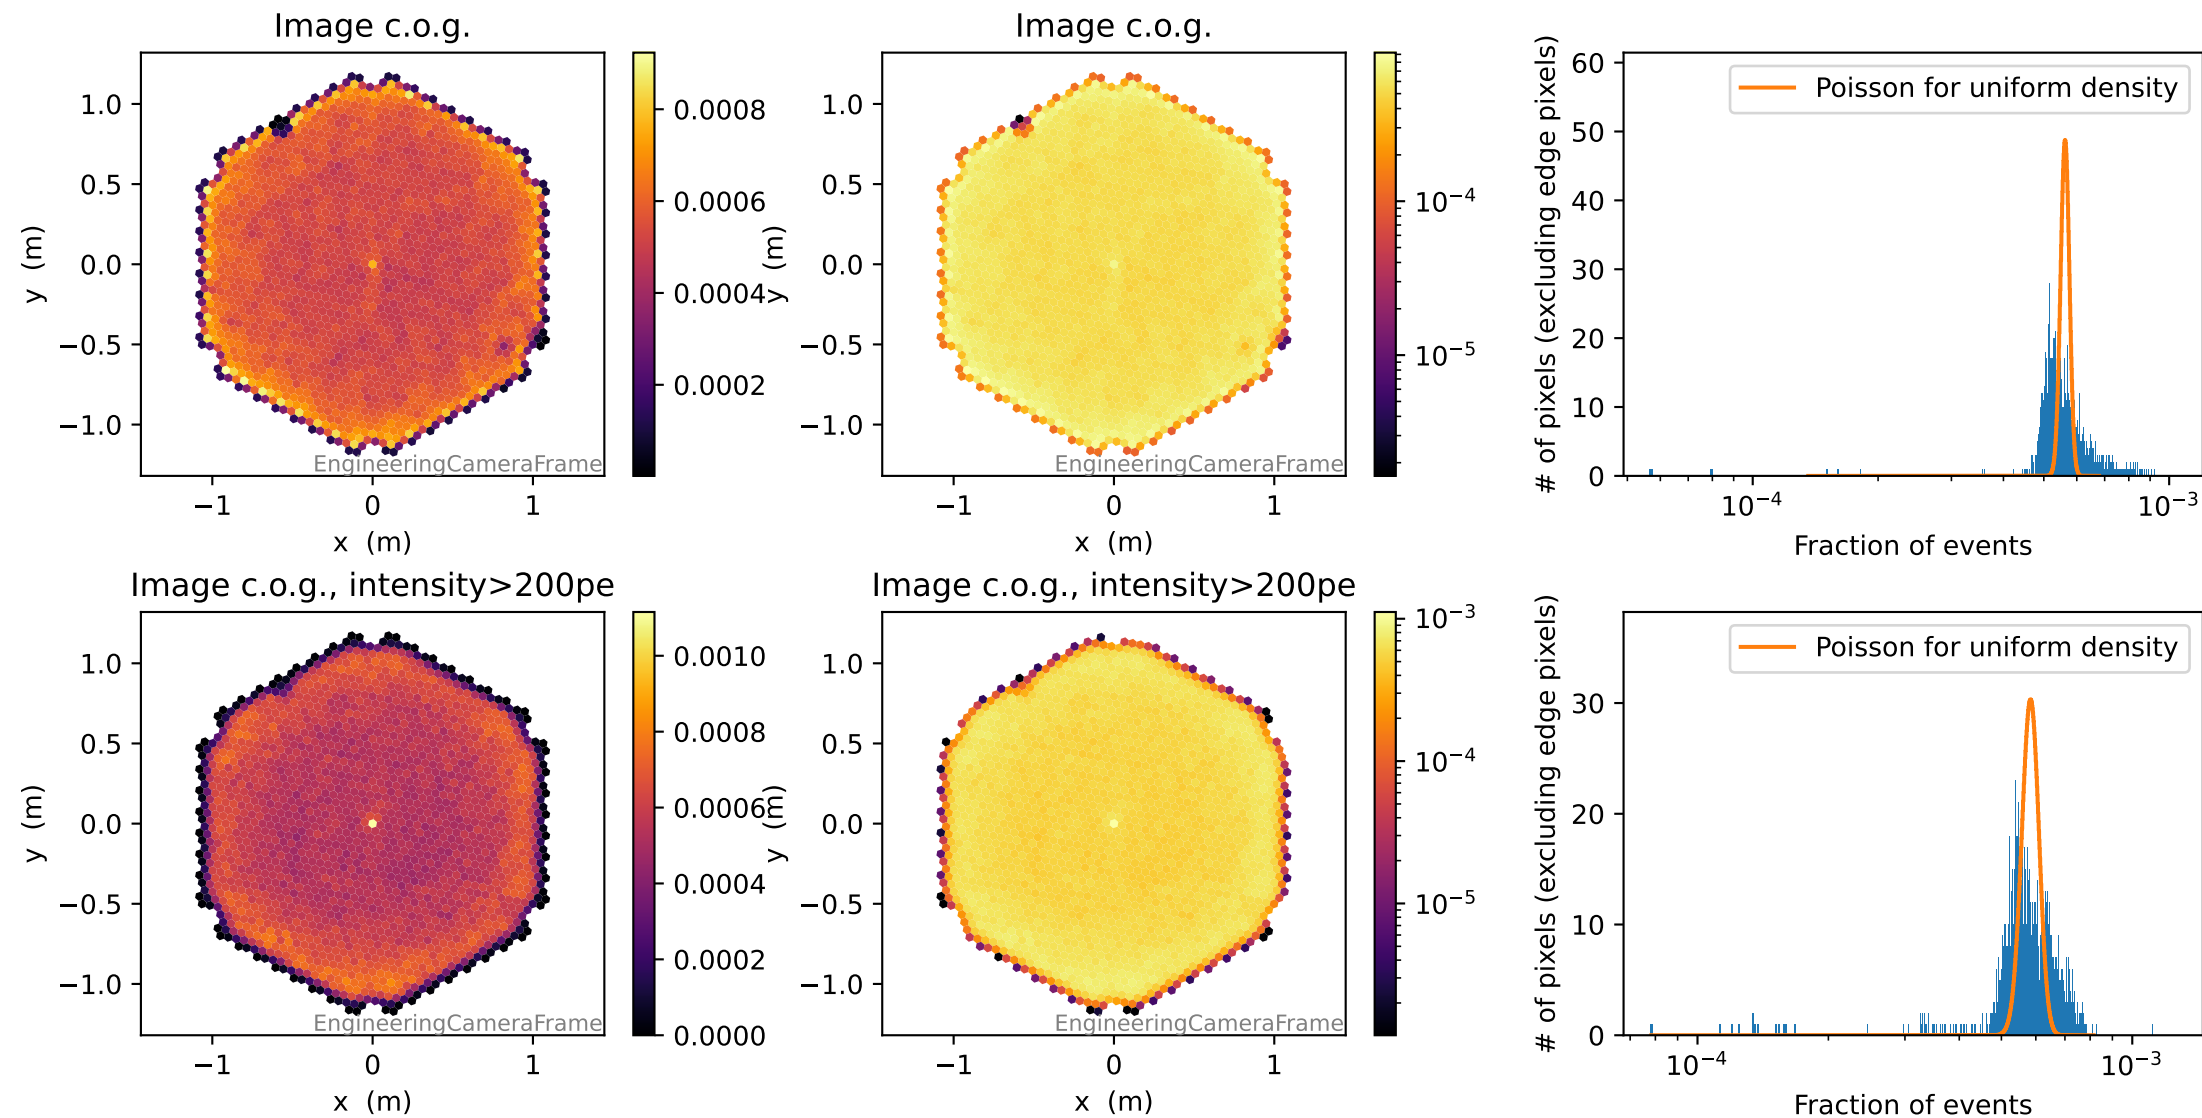 Image c.o.g.
1.0
0.5
0.0
−0.5
−1.0
y (m)
−1
0
1
x (m)
EngineeringCameraFrame
0.0008
0.0006
0.0004
0.0002
Image c.o.g.
1.0
0.5
0.0
−0.5
−1.0
y (m)
−1
0
1
x (m)
EngineeringCameraFrame
10⁻⁴
10⁻⁵
60
50
40
30
20
10
0
# of pixels (excluding edge pixels)
Poisson for uniform density
10⁻⁴
10⁻³
Fraction of events
Image c.o.g., intensity>200pe
1.0
0.5
0.0
−0.5
−1.0
y (m)
−1
0
1
x (m)
EngineeringCameraFrame
0.0010
0.0008
0.0006
0.0004
0.0002
0.0000
Image c.o.g., intensity>200pe
1.0
0.5
0.0
−0.5
−1.0
y (m)
−1
0
1
x (m)
EngineeringCameraFrame
10⁻³
10⁻⁴
10⁻⁵
30
20
10
0
# of pixels (excluding edge pixels)
Poisson for uniform density
10⁻⁴
10⁻³
Fraction of events